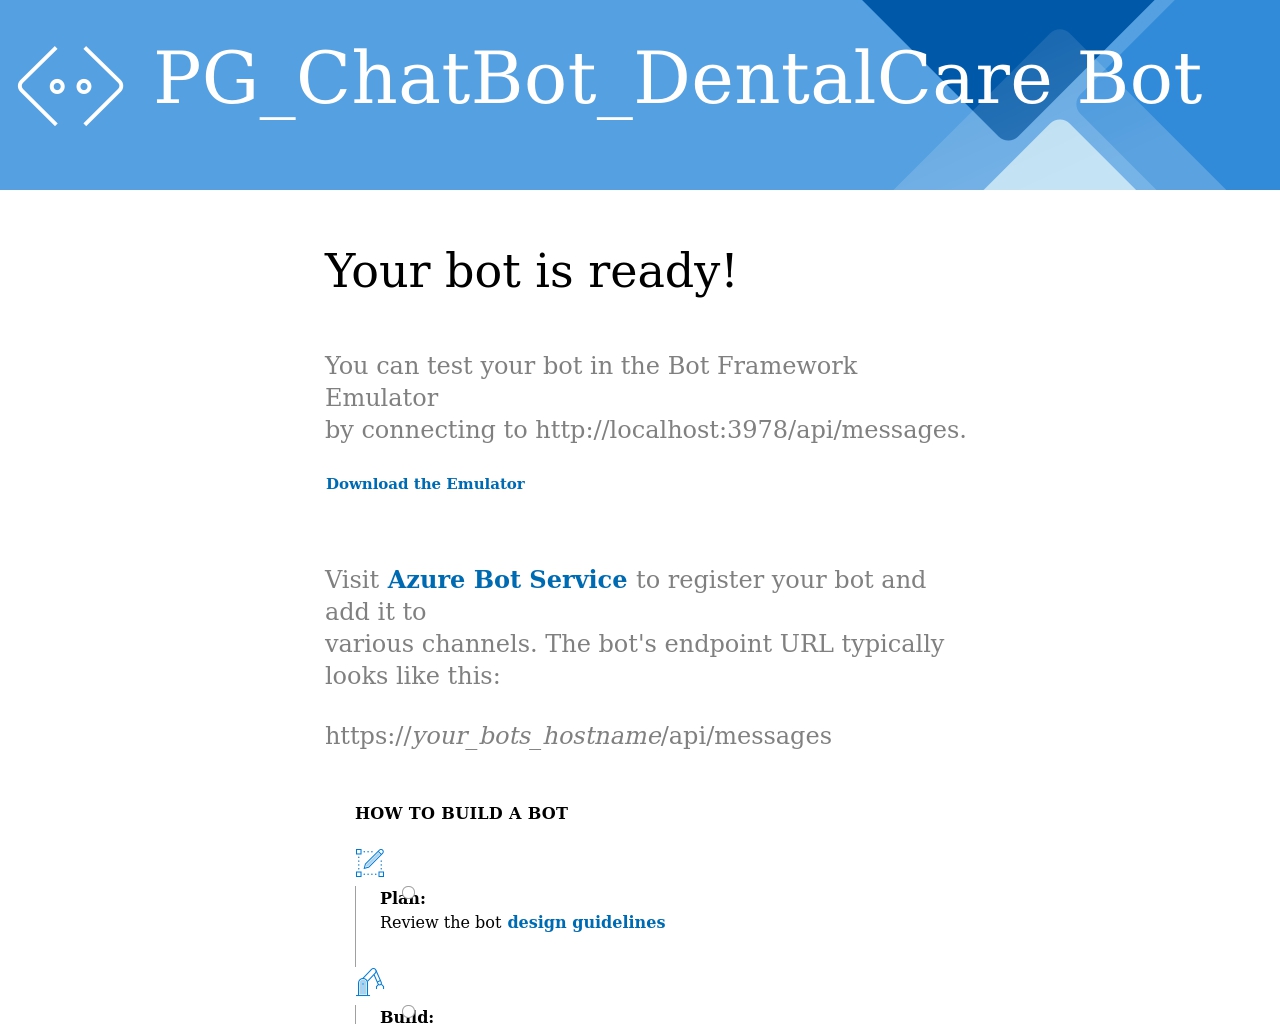 PG_ChatBot_DentalCare Bot
Your bot is ready!
You can test your bot in the Bot Framework
Emulator
by connecting to http://localhost:3978/api/messages.
Download the Emulator
Visit Azure Bot Service to register your bot and
add it to
various channels. The bot's endpoint URL typically
looks like this:
https://your_bots_hostname/api/messages
HOW TO BUILD A BOT
Plan:
Review the bot design guidelines
Build: